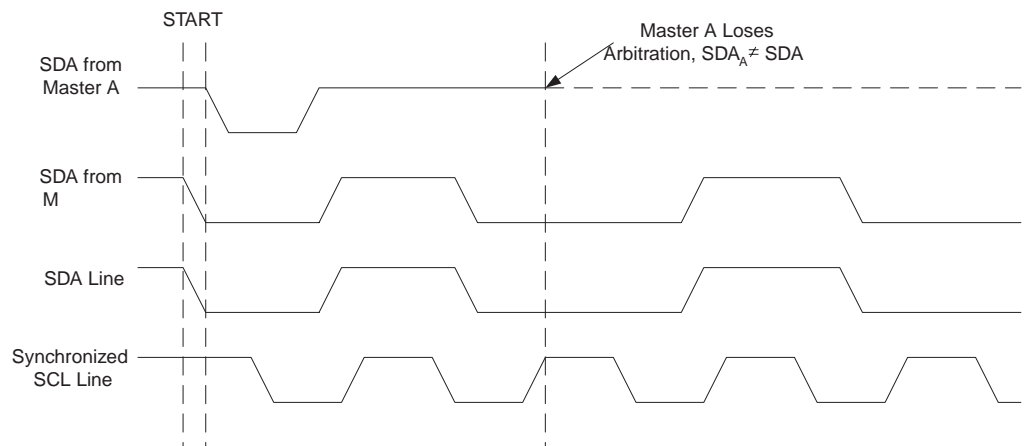 START
SDA from
Master A
Master A Loses
Arbitration, SDA_A ≠ SDA
SDA from
M
SDA Line
Synchronized
SCL Line